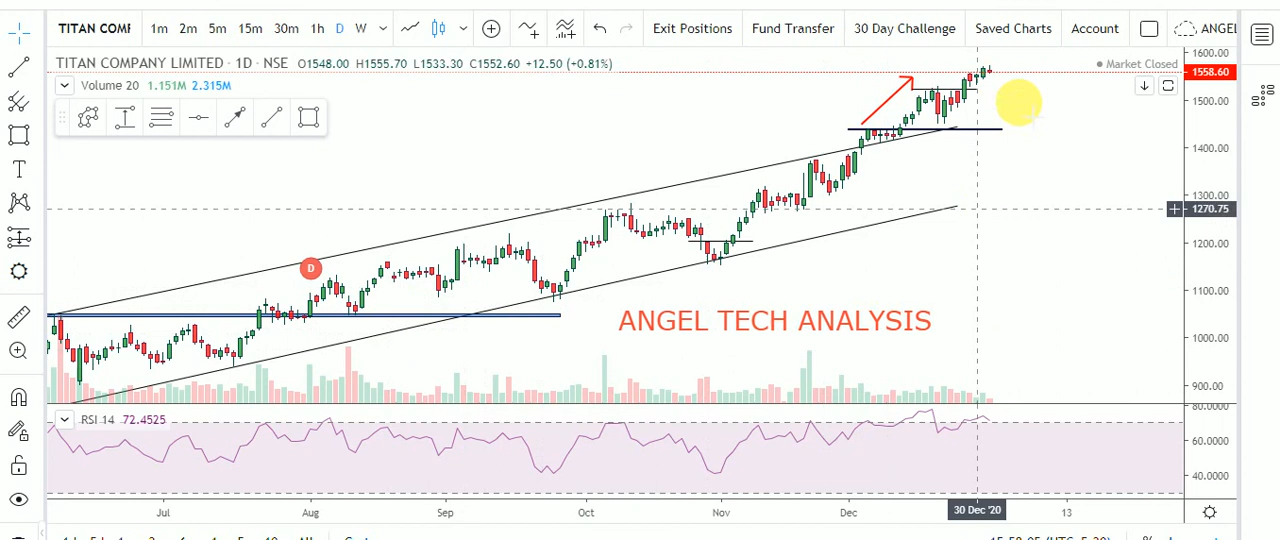 TITAN COMF 1m 2m 5m 15m 30m 1h D W Exit Positions Fund Transfer 30 Day Challenge Saved Charts Account ANGEL
TITAN COMPANY LIMITED · 1D · NSE O1548.00 H1555.70 L1533.30 C1552.60 +12.50 (+0.81%)
Market Closed
1600.00
1558.60
Volume 20 1.151M 2.315M
1500.00
1400.00
1300.00
1270.75
1200.00
D
1100.00
ANGEL TECH ANALYSIS
1000.00
900.00
80.0000
RSI 14 72.4525
60.0000
40.0000
Jul Aug Sep Oct Nov Dec 30 Dec '20 13